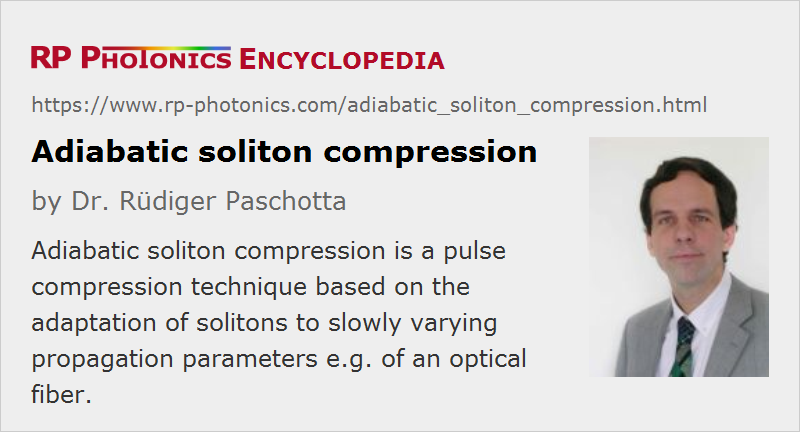 RP PHOTONICS ENCYCLOPEDIA
https://www.rp-photonics.com/adiabatic_soliton_compression.html
Adiabatic soliton compression
by Dr. Rüdiger Paschotta
Adiabatic soliton compression is a pulse
compression technique based on the
adaptation of solitons to slowly varying
propagation parameters e.g. of an optical
fiber.